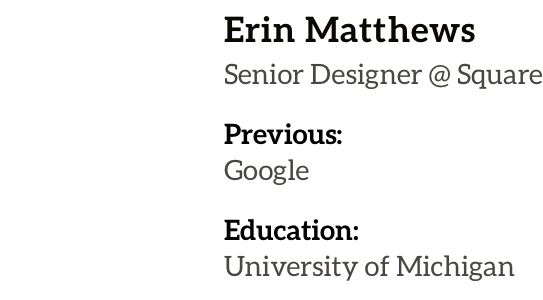 Erin Matthews
Senior Designer @ Square
Previous:
Google
Education:
University of Michigan